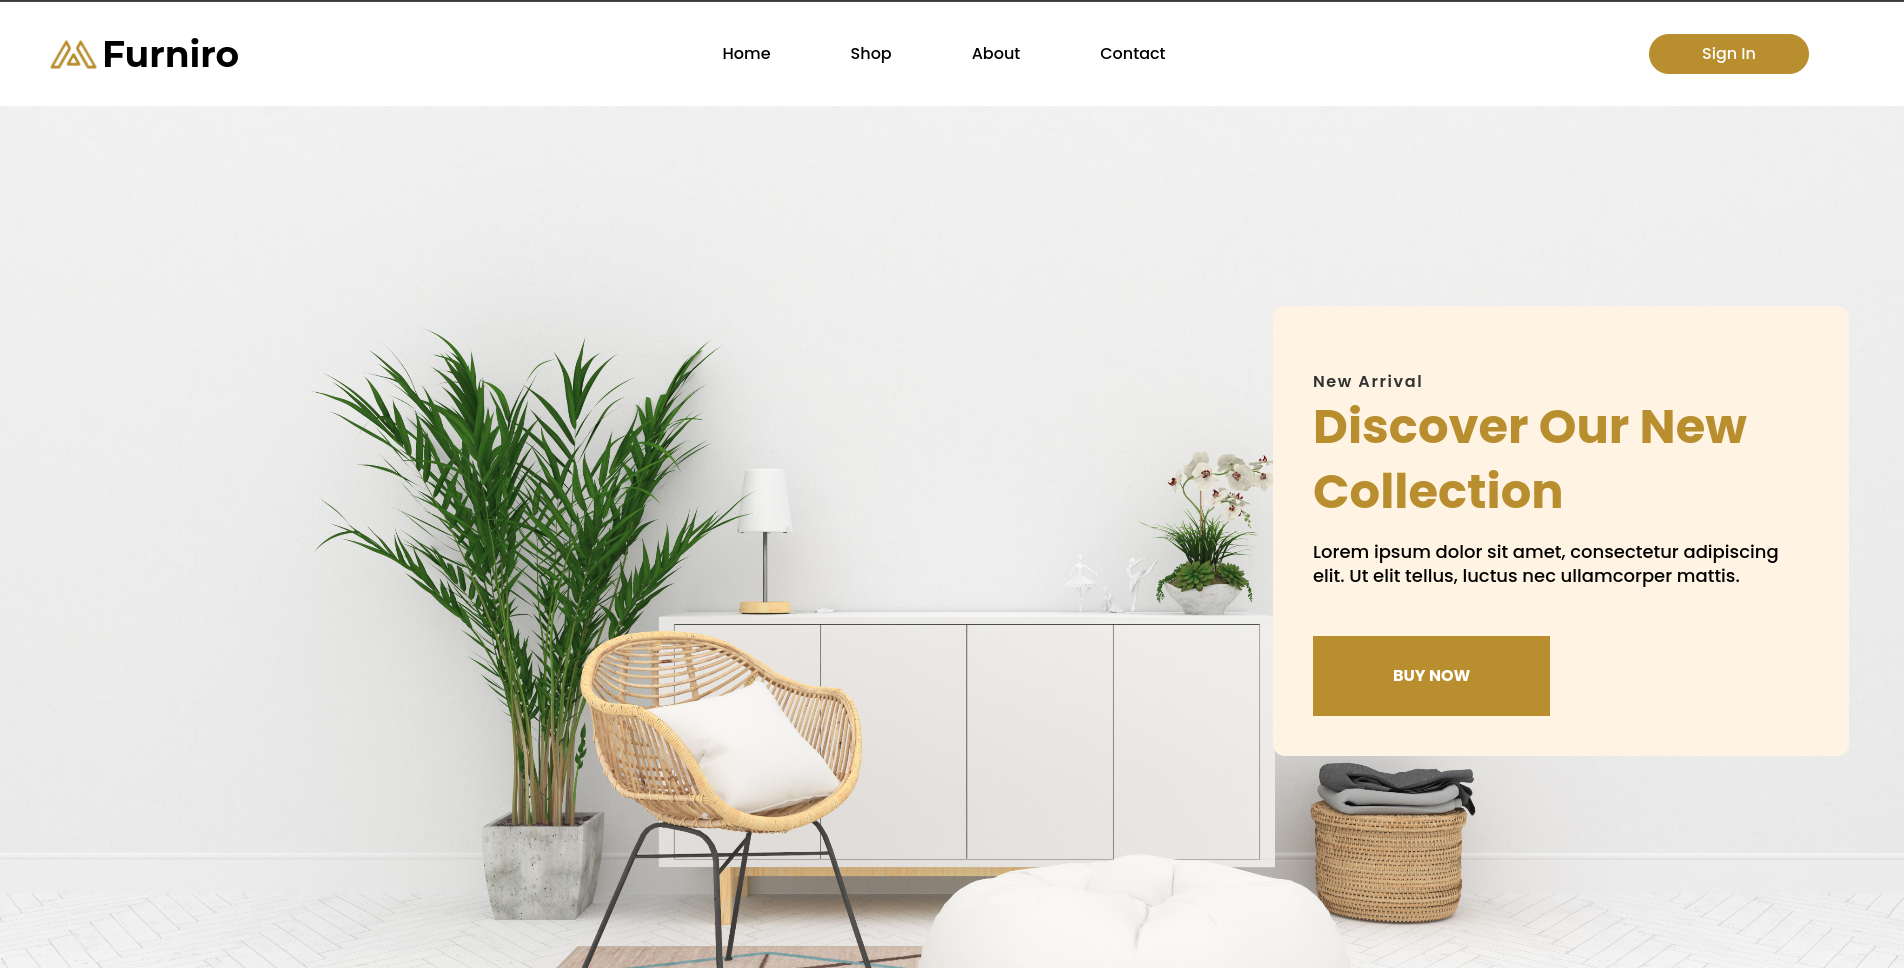 Furniro
Home
Shop
About
Contact
Sign In
New Arrival
Discover Our New
Collection
Lorem ipsum dolor sit amet, consectetur adipiscing
elit. Ut elit tellus, luctus nec ullamcorper mattis.
BUY NOW